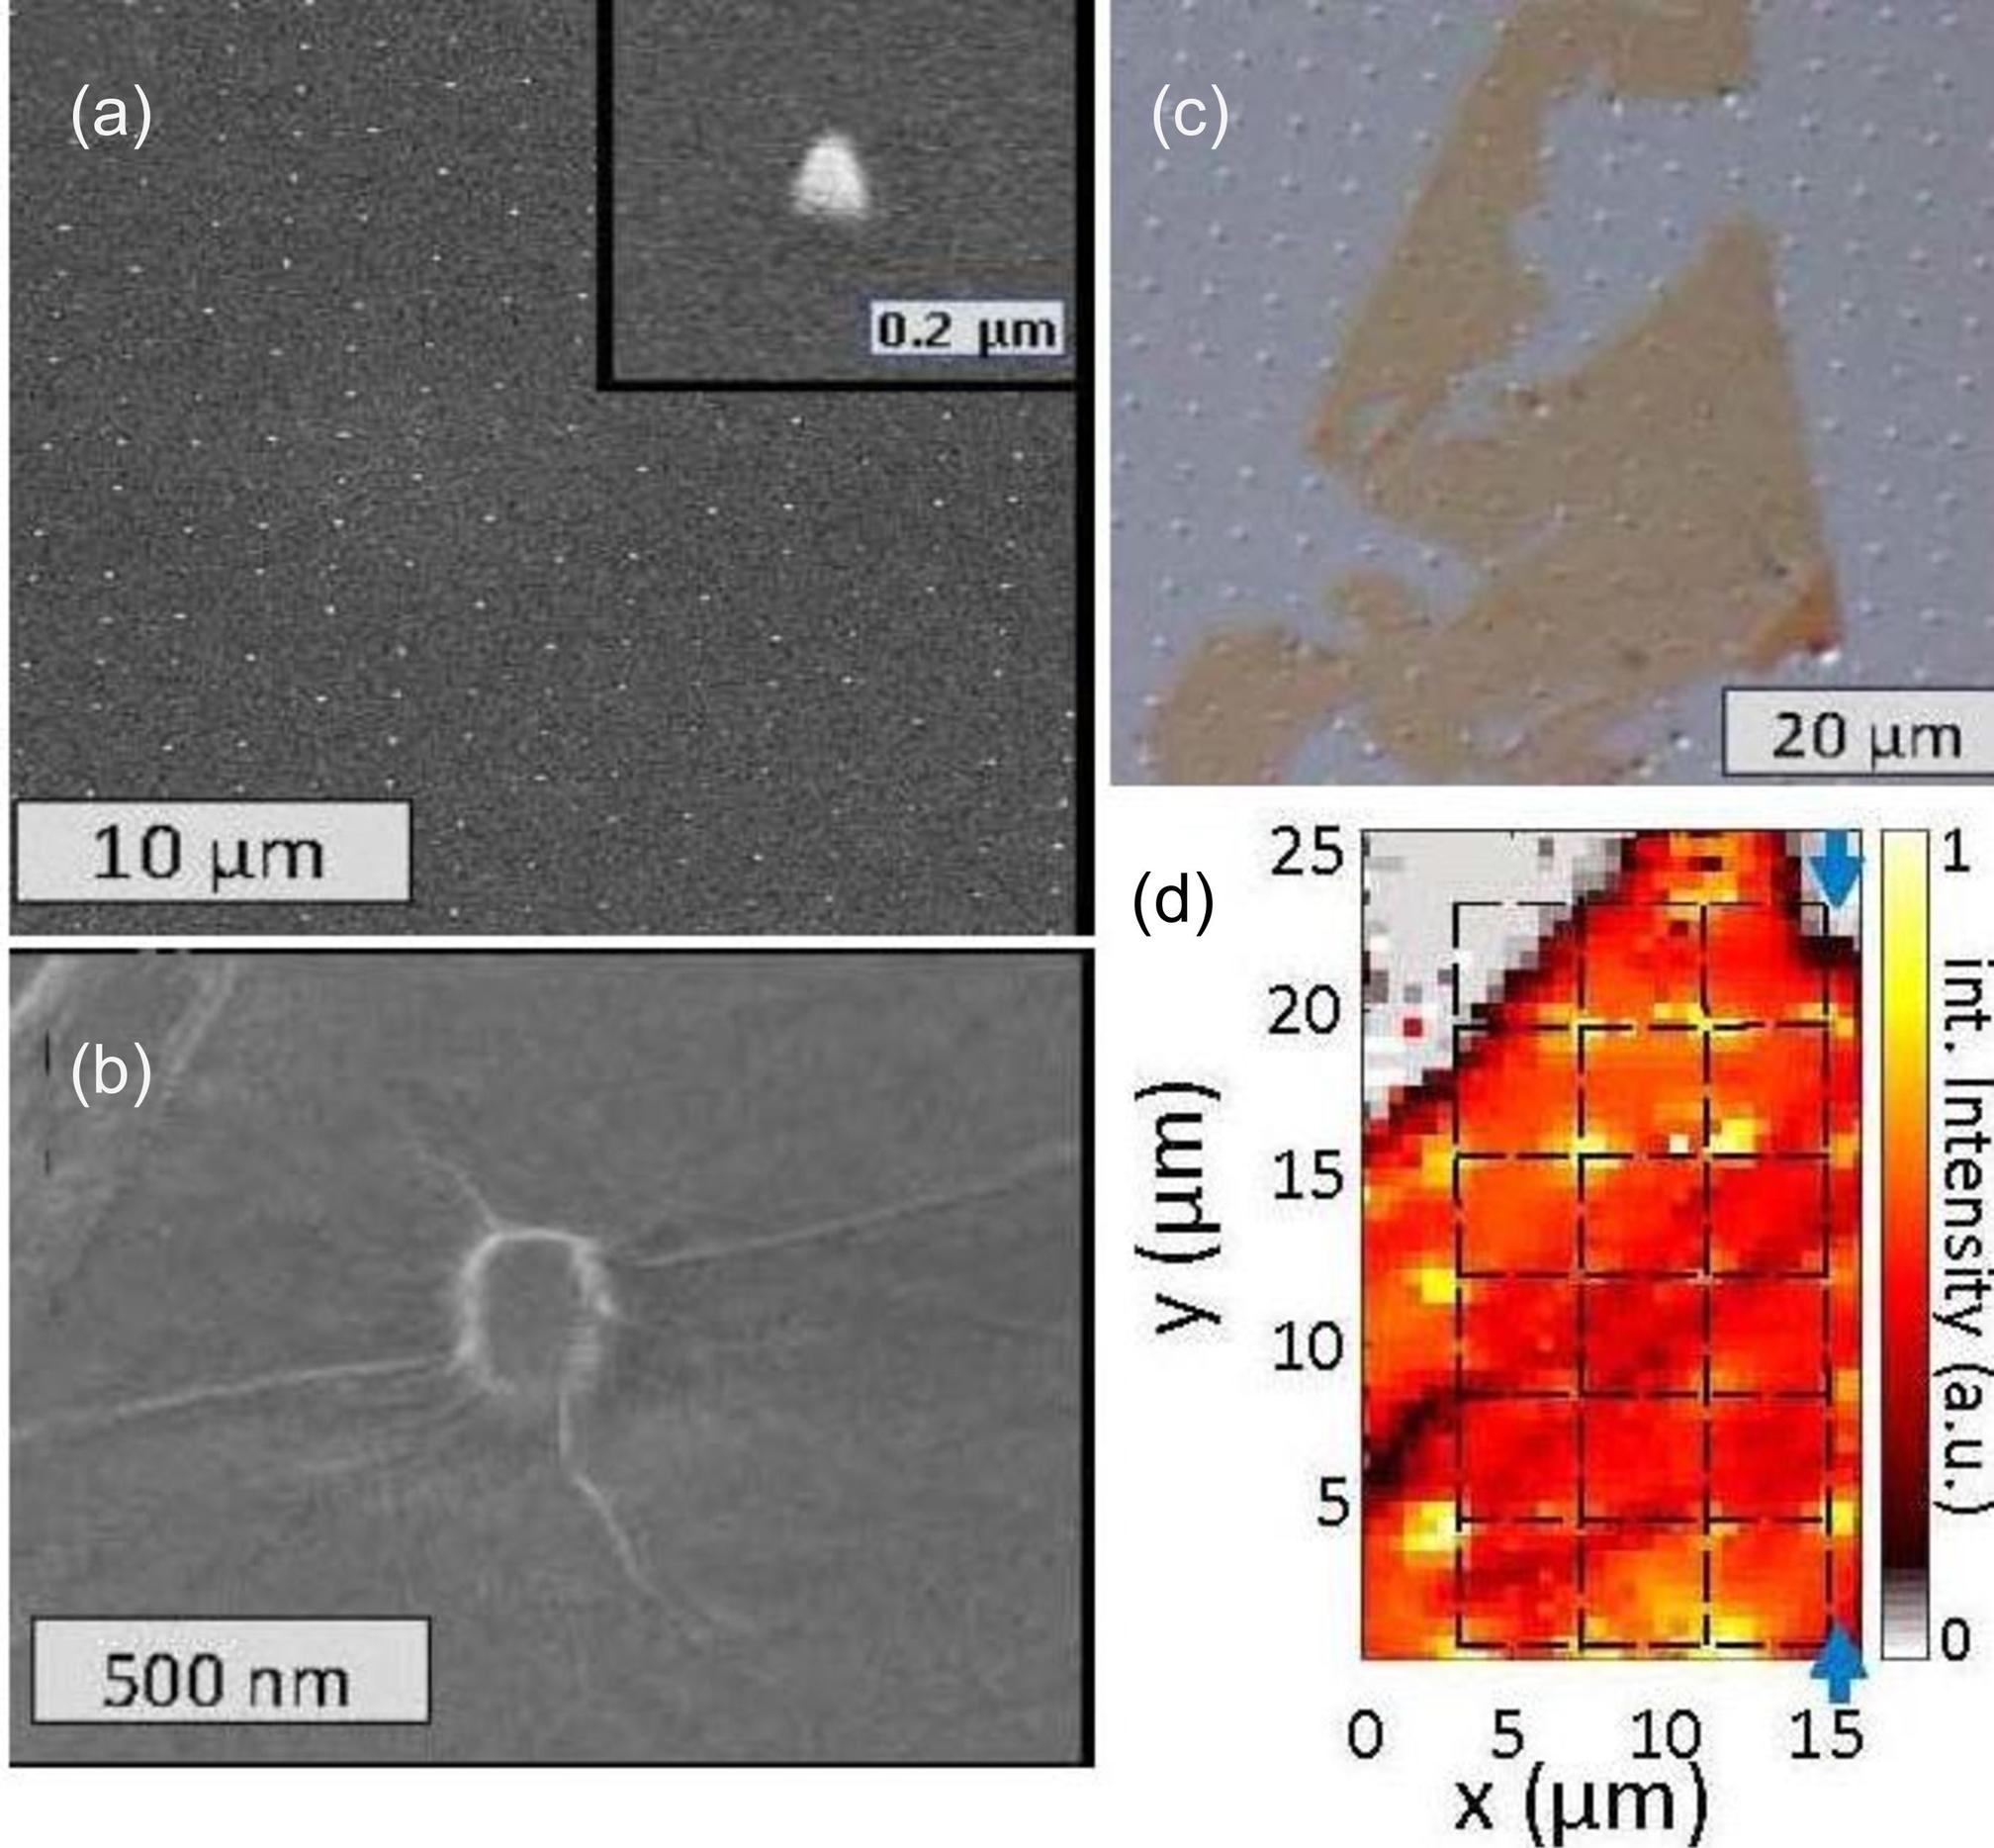 (a)
0.2 μm
10 μm
(b)
500 nm
(c)
20 μm
(d)
25
20
15
10
5
y (μm)
0 5 10 15
x (μm)
1
0
int. Intensity (a.u.)